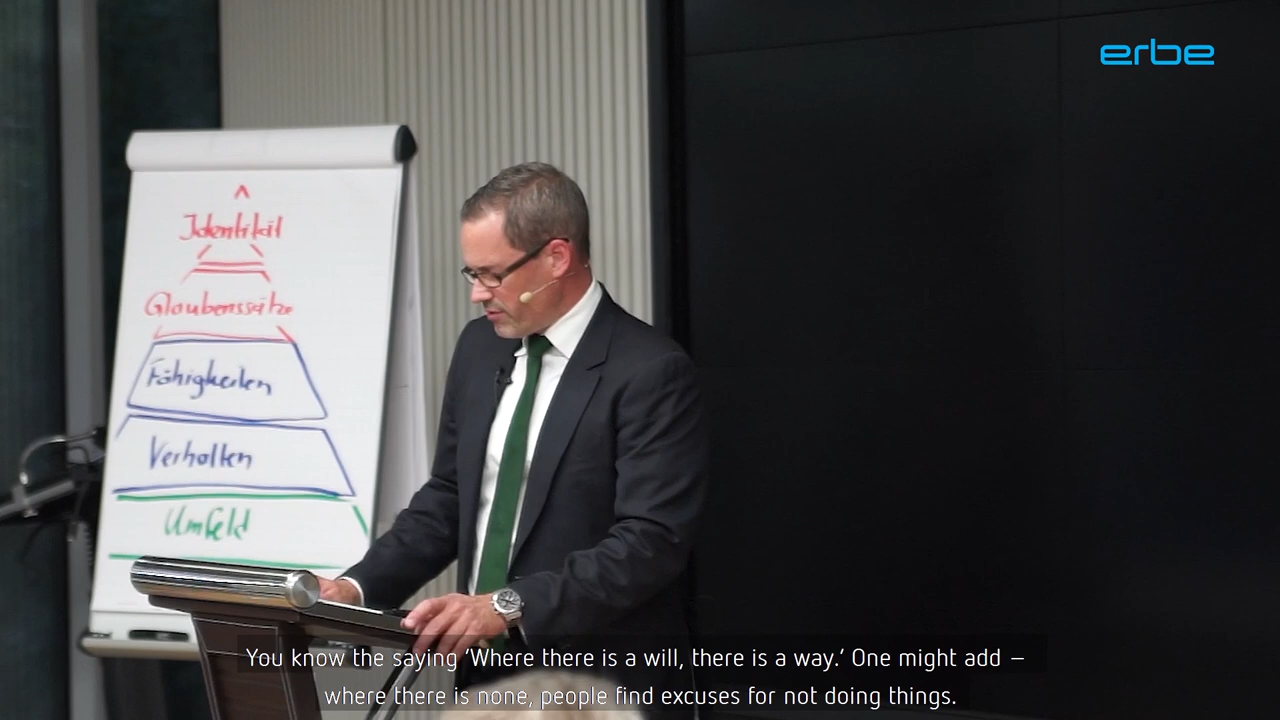 erbe
Identität
Glaubenssätze
Fähigkeiten
Verhalten
Umfeld
You know the saying ‘Where there is a will, there is a way.’ One might add –
where there is none, people find excuses for not doing things.